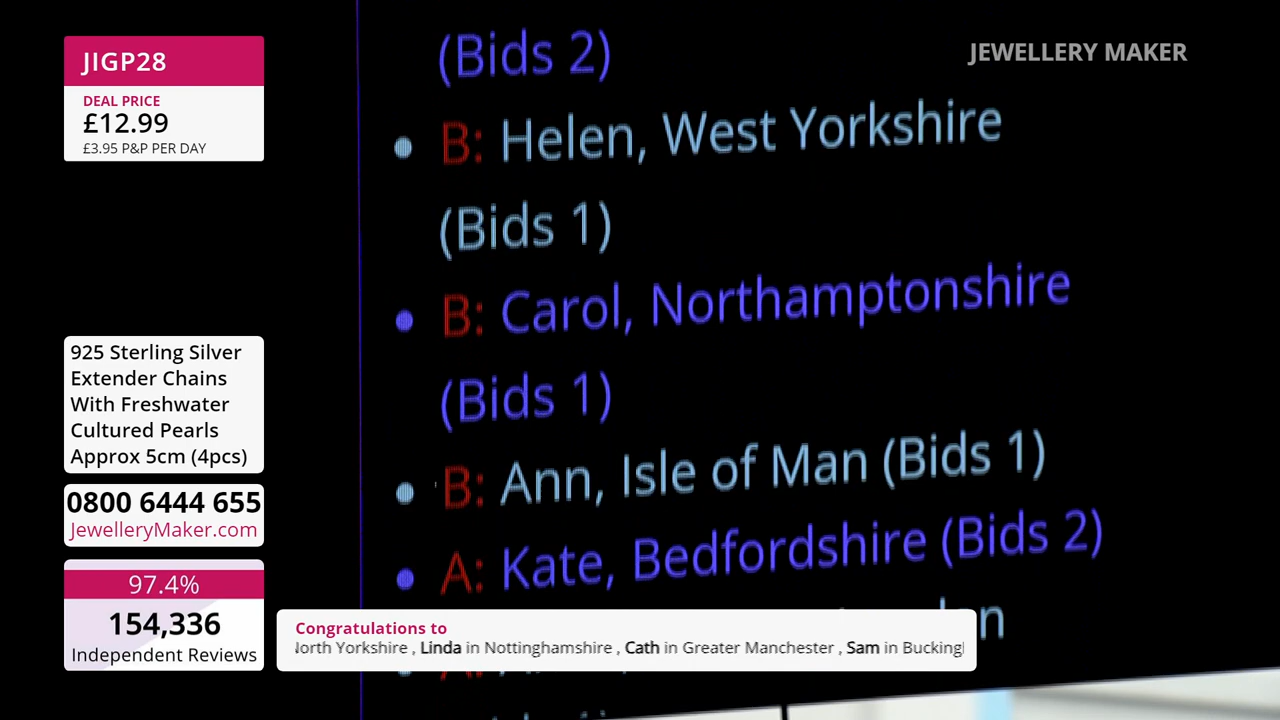 JIGP28
DEAL PRICE
£12.99
£3.95 P&P PER DAY
JEWELLERY MAKER
(Bids 2)
B: Helen, West Yorkshire
(Bids 1)
B: Carol, Northamptonshire
(Bids 1)
B: Ann, Isle of Man (Bids 1)
A: Kate, Bedfordshire (Bids 2)
925 Sterling Silver
Extender Chains
With Freshwater
Cultured Pearls
Approx 5cm (4pcs)
0800 6444 655
JewelleryMaker.com
97.4%
154,336
Independent Reviews
Congratulations to
North Yorkshire , Linda in Nottinghamshire , Cath in Greater Manchester , Sam in Bucking